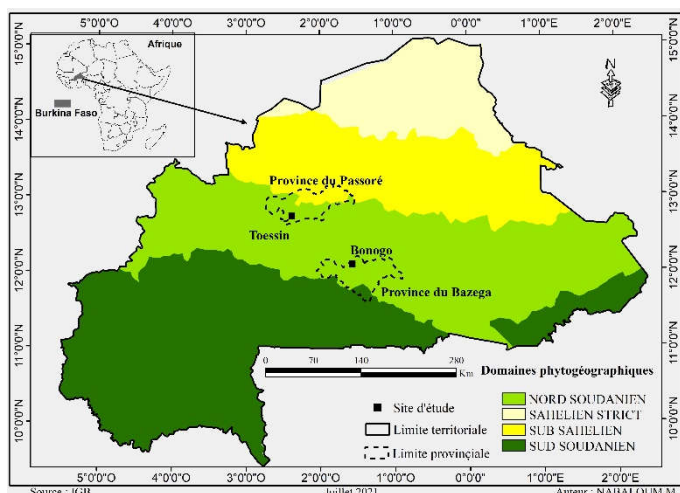 5°0'0"O 4°0'0"O 3°0'0"O 2°0'0"O 1°0'0"O 0°0'0"E 1°0'0"E 2°0'0"E
Afrique
Burkina Faso
N
15°0'0"N
14°0'0"N
13°0'0"N
12°0'0"N
11°0'0"N
10°0'0"N
15°0'0"N
14°0'0"N
13°0'0"N
12°0'0"N
11°0'0"N
10°0'0"N
Province du Passoré
Toessin
Bonogo
Province du Bazega
0 70 140 280
Km
Domaines phytogéographiques
Site d'étude
Limite territoriale
Limite provinçiale
NORD SOUDANIEN
SAHELIEN STRICT
SUB SAHELIEN
SUD SOUDANIEN
5°0'0"O 4°0'0"O 3°0'0"O 2°0'0"O 1°0'0"O 0°0'0"E 1°0'0"E 2°0'0"E
Source : IGB Juillet 2021 Auteur : NABALOUM M.